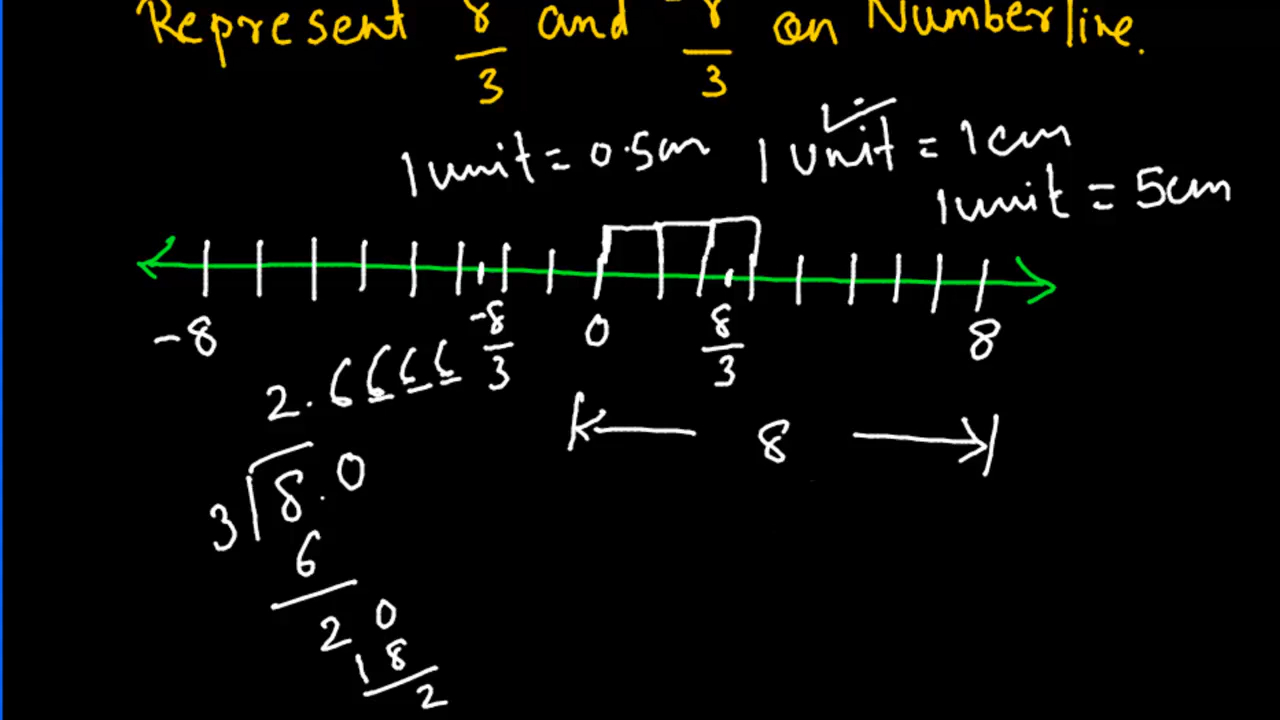 Represent 8/3 and -8/3 on Numberline.
1 unit = 0.5cm 1 unit = 1cm
1 unit = 5cm
-8 -8/3 0 8/3 8
2.6666
8
3 8.0
6
20
18
2